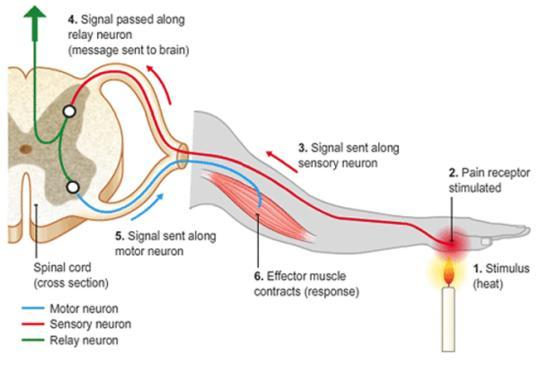 4. Signal passed along
relay neuron
(message sent to brain)
3. Signal sent along
sensory neuron
2. Pain receptor
stimulated
5. Signal sent along
motor neuron
1. Stimulus
(heat)
6. Effector muscle
contracts (response)
Spinal cord
(cross section)
Motor neuron
Sensory neuron
Relay neuron